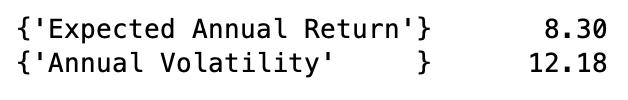 {'Expected Annual Return'}       8.30
{'Annual Volatility'     }      12.18